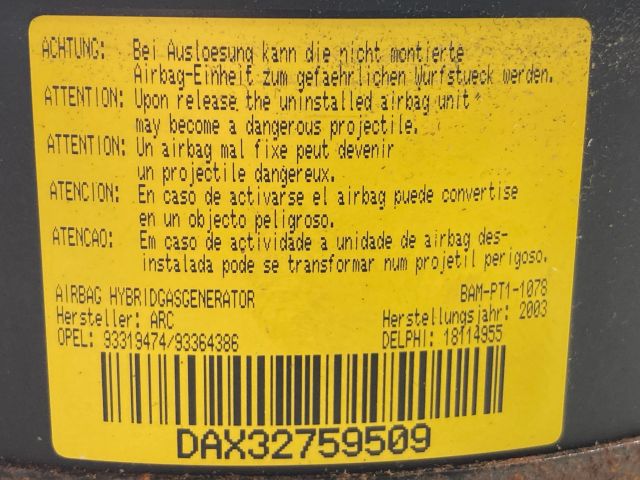 ACHTUNG: Bei Ausloesung kann die nicht montierte
Airbag-Einheit zum gefaehrlichen Wurfstueck werden.
ATTENTION: Upon release the uninstalled airbag unit
may become a dangerous projectile.
ATTENTION: Un airbag mal fixe peut devenir
un projectile dangereux.
ATENCION: En caso de activarse el airbag puede convertise
en un objecto peligroso.
ATENCAO: Em caso de actividade a unidade de airbag des-
instalada pode se transformar num projetil perigoso.
AIRBAG HYBRIDGASGENERATOR BAM-PT1-1078
Hersteller: ARC Herstellungsjahr: 2003
OPEL: 93319474/93364386 DELPHI: 18114955
DAX32759509